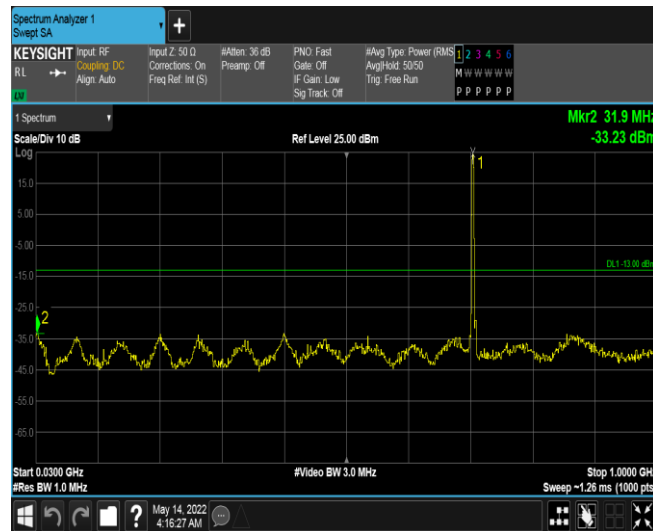 Spectrum Analyzer 1
Swept SA
+
KEYSIGHT
RL
Input: RF
Coupling: DC
Align: Auto
Input Z: 50 Ω
Corrections: On
Freq Ref: Int (S)
#Atten: 36 dB
Preamp: Off
PNO: Fast
Gate: Off
IF Gain: Low
Sig Track: Off
#Avg Type: Power (RMS
Avg|Hold: 50/50
Trig: Free Run
1 2 3 4 5 6
M W W W W W
P P P P P P
1 Spectrum
Scale/Div 10 dB
Ref Level 25.00 dBm
Mkr2 31.9 MHz
-33.23 dBm
Log
15.0
5.00
-5.00
-15.0
-25.0
-35.0
-45.0
-55.0
-65.0
DL1 -13.00 dBm
1
2
Start 0.0300 GHz
#Res BW 1.0 MHz
#Video BW 3.0 MHz
Stop 1.0000 GHz
Sweep ~1.26 ms (1000 pts
?
May 14, 2022
4:16:27 AM